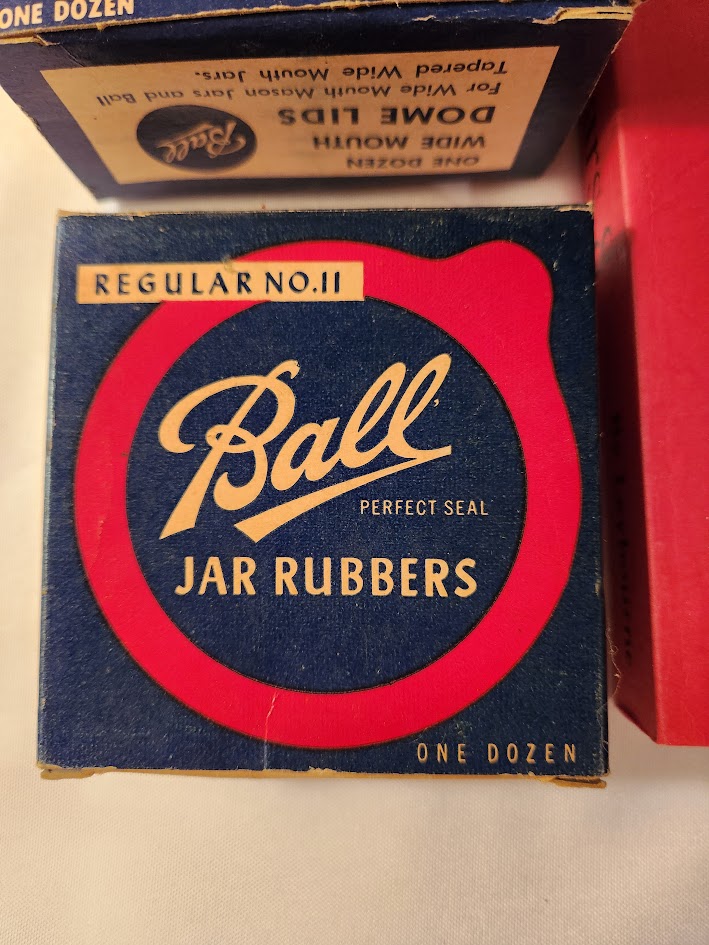 ONE DOZEN
ONE DOZEN
WIDE MOUTH
DOME LIDS
For Wide Mouth Mason Jars and Ball
Tapered Wide Mouth Jars.
Ball
REGULAR NO.11
Ball
PERFECT SEAL
JAR RUBBERS
ONE DOZEN